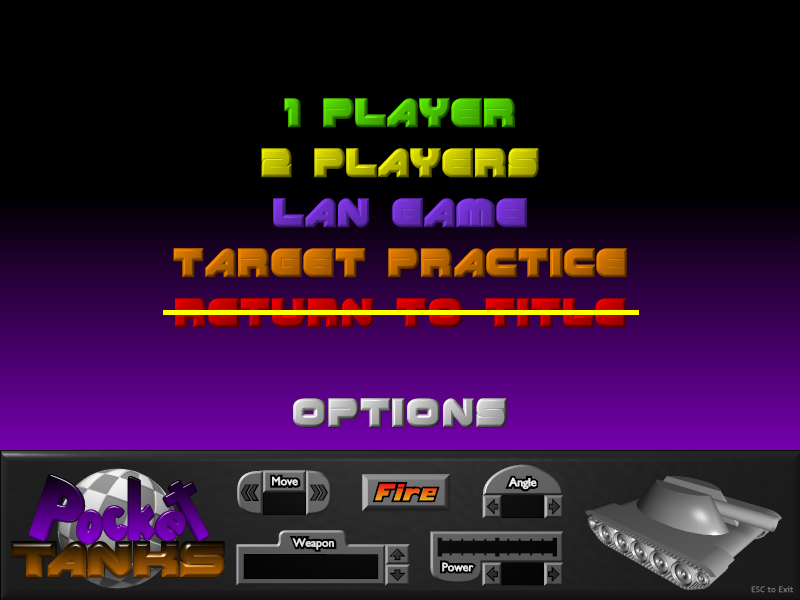 1 PLAYER
2 PLAYERS
LAN GAME
TARGET PRACTICE
RETURN TO TITLE
OPTIONS
Pocket
TANKS
Move
Fire
Angle
Weapon
Power
ESC to Exit